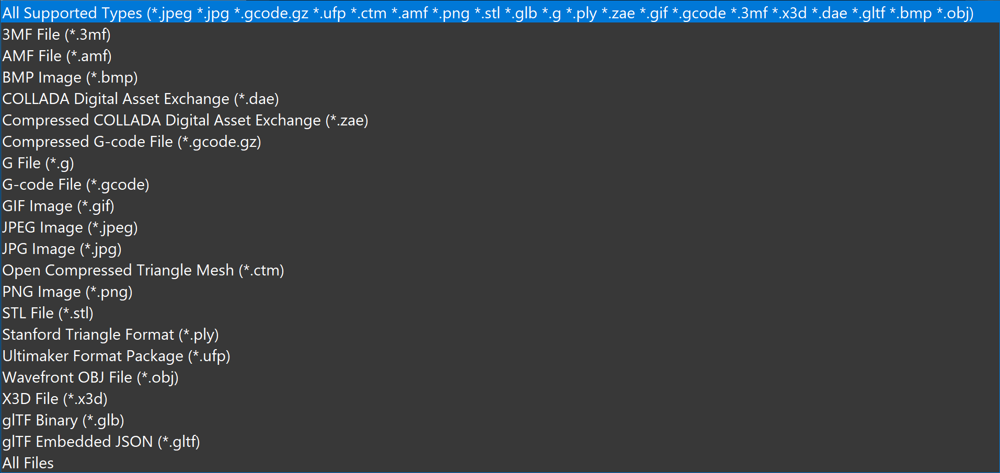 All Supported Types (*.jpeg *.jpg *.gcode.gz *.ufp *.ctm *.amf *.png *.stl *.glb *.g *.ply *.zae *.gif *.gcode *.3mf *.x3d *.dae *.gltf *.bmp *.obj)
3MF File (*.3mf)
AMF File (*.amf)
BMP Image (*.bmp)
COLLADA Digital Asset Exchange (*.dae)
Compressed COLLADA Digital Asset Exchange (*.zae)
Compressed G-code File (*.gcode.gz)
G File (*.g)
G-code File (*.gcode)
GIF Image (*.gif)
JPEG Image (*.jpeg)
JPG Image (*.jpg)
Open Compressed Triangle Mesh (*.ctm)
PNG Image (*.png)
STL File (*.stl)
Stanford Triangle Format (*.ply)
Ultimaker Format Package (*.ufp)
Wavefront OBJ File (*.obj)
X3D File (*.x3d)
glTF Binary (*.glb)
glTF Embedded JSON (*.gltf)
All Files